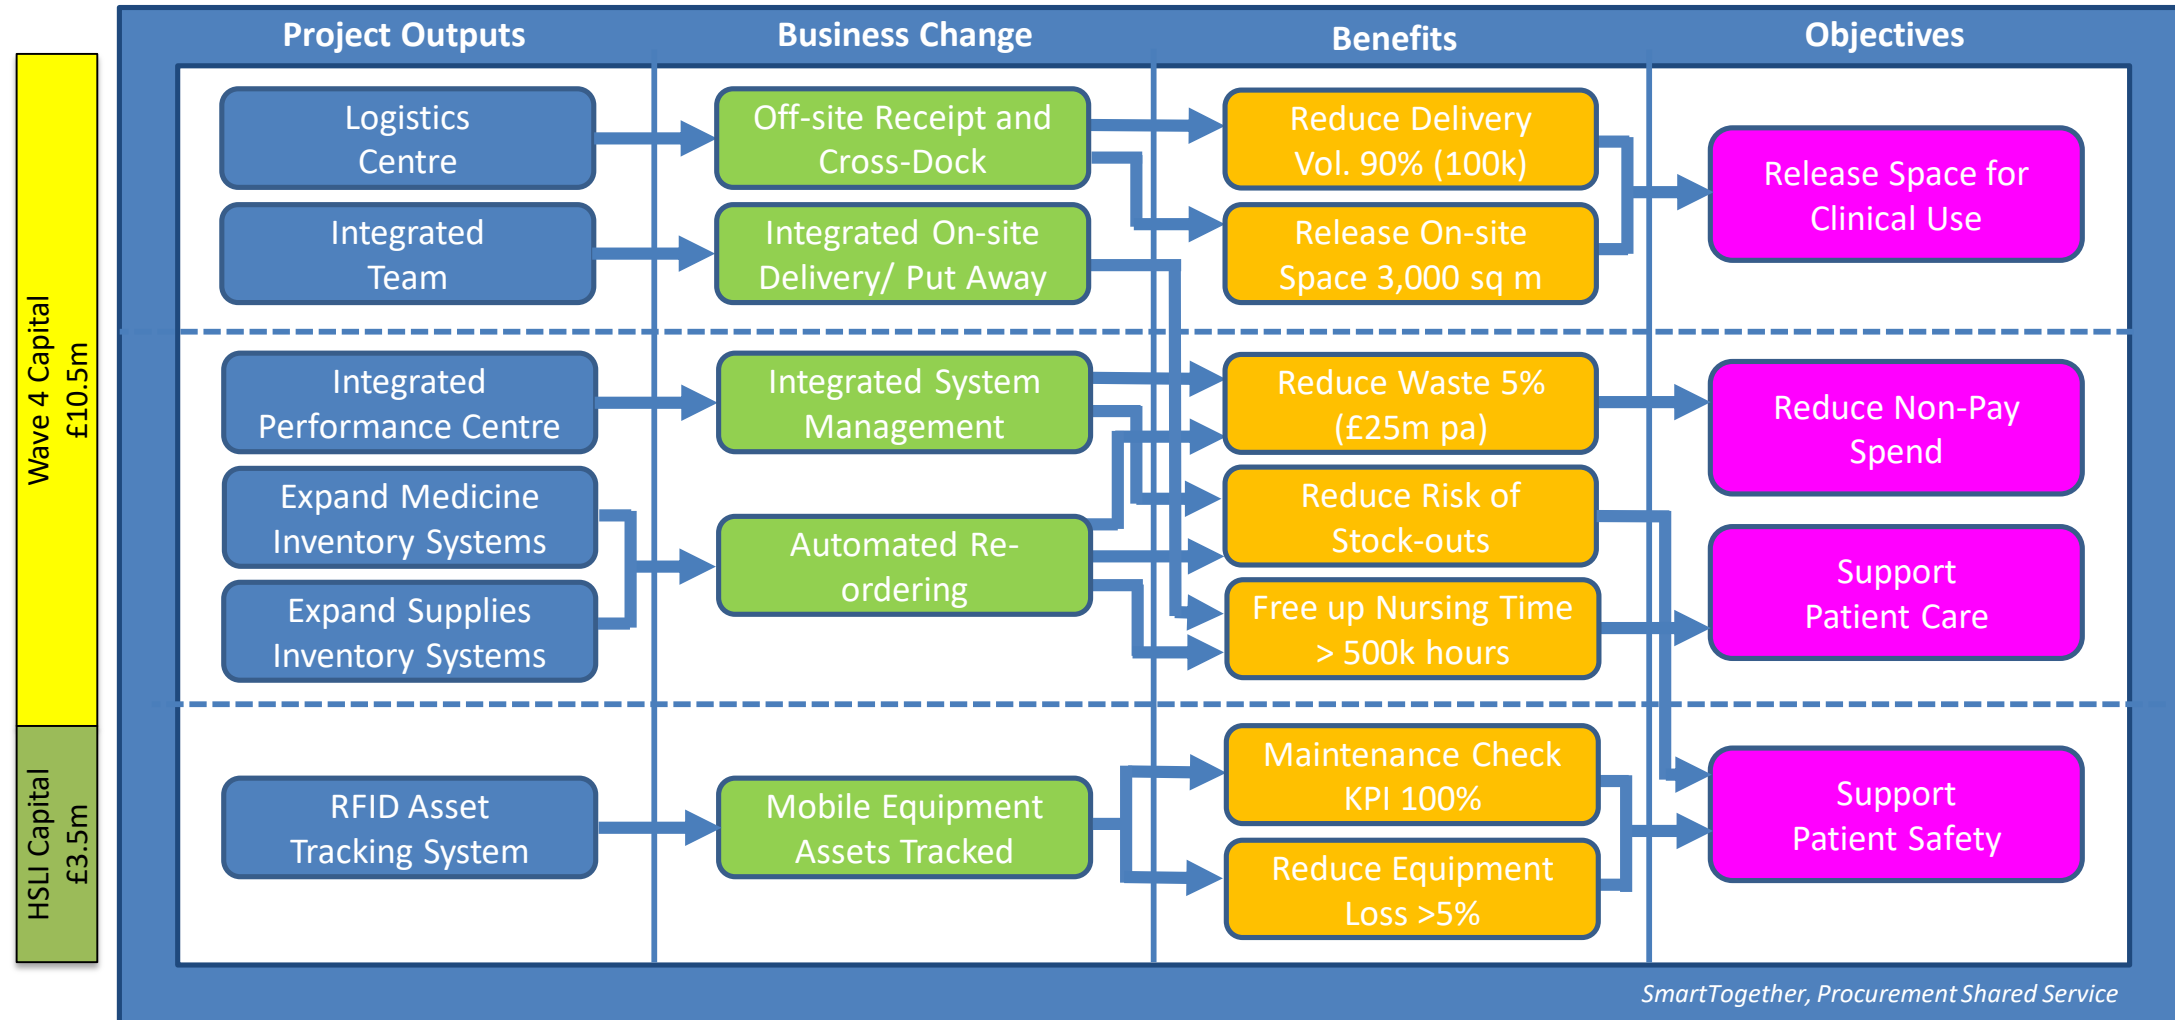 Project Outputs
Business Change
Benefits
Objectives
Wave 4 Capital
£10.5m
HSLI Capital
£3.5m
Logistics
Centre
Off-site Receipt and
Cross-Dock
Reduce Delivery
Vol. 90% (100k)
Release Space for
Clinical Use
Integrated
Team
Integrated On-site
Delivery/ Put Away
Release On-site
Space 3,000 sq m
Integrated
Performance Centre
Integrated System
Management
Reduce Waste 5%
(£25m pa)
Reduce Non-Pay
Spend
Expand Medicine
Inventory Systems
Automated Re-
ordering
Reduce Risk of
Stock-outs
Support
Patient Care
Expand Supplies
Inventory Systems
Free up Nursing Time
> 500k hours
RFID Asset
Tracking System
Mobile Equipment
Assets Tracked
Maintenance Check
KPI 100%
Reduce Equipment
Loss >5%
Support
Patient Safety
SmartTogether, Procurement Shared Service